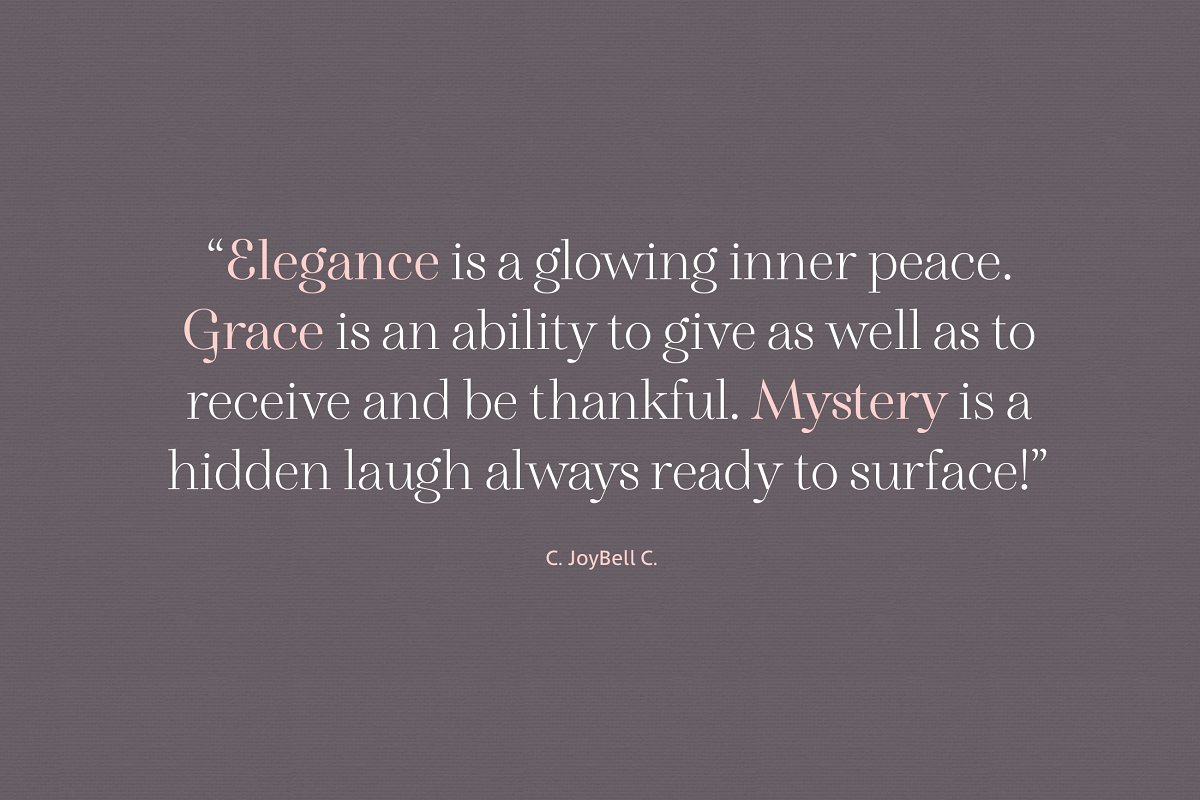 “Elegance is a glowing inner peace.
Grace is an ability to give as well as to
receive and be thankful. Mystery is a
hidden laugh always ready to surface!”
C. JoyBell C.